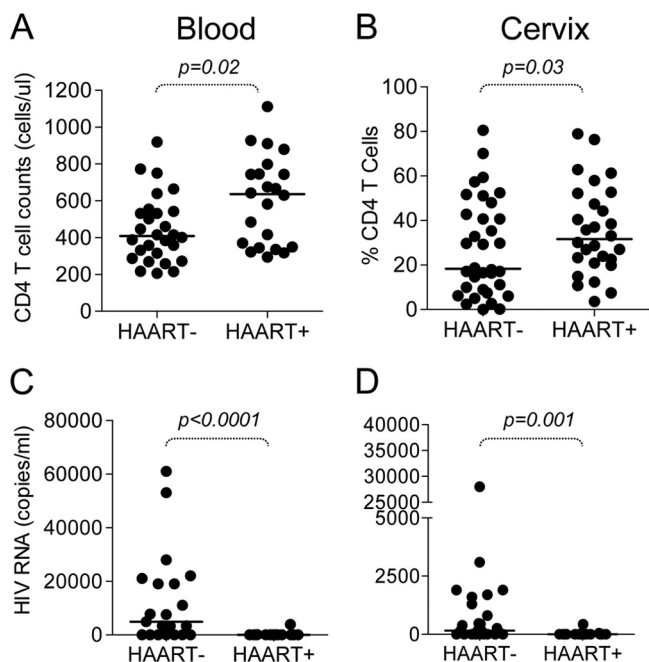 A Blood
B Cervix
p=0.02
p=0.03
CD4 T cell counts (cells/ul)
1200
1000
800
600
400
200
0
HAART- HAART+
% CD4 T Cells
100
80
60
40
20
0
HAART- HAART+
C
D
p<0.0001
p=0.001
HIV RNA (copies/ml)
80000
60000
40000
20000
0
HAART- HAART+
40000
35000
30000
25000
5000
2500
0
HAART- HAART+